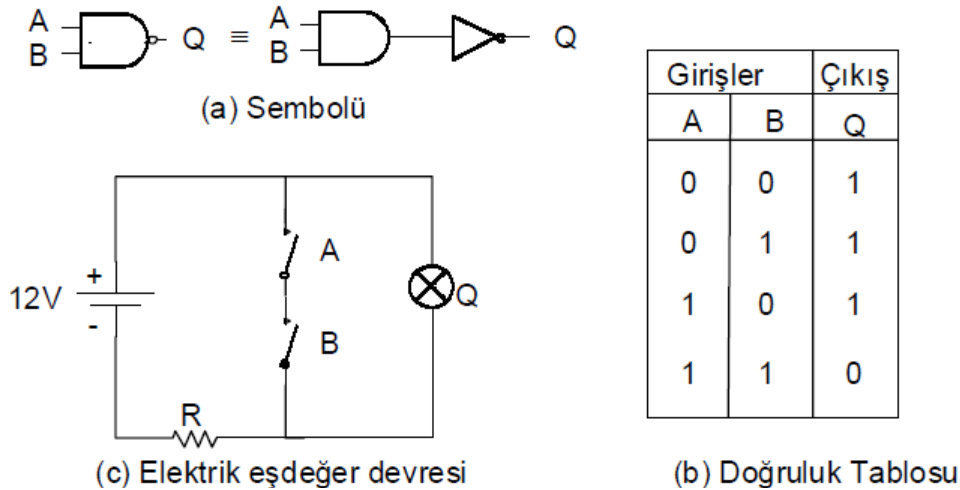 A
B
Q ≡
A
B
Q
(a) Sembolü
12V
+
-
A
B
Q
R
(c) Elektrik eşdeğer devresi
Girişler Çıkış
A B Q
0 0 1
0 1 1
1 0 1
1 1 0
(b) Doğruluk Tablosu